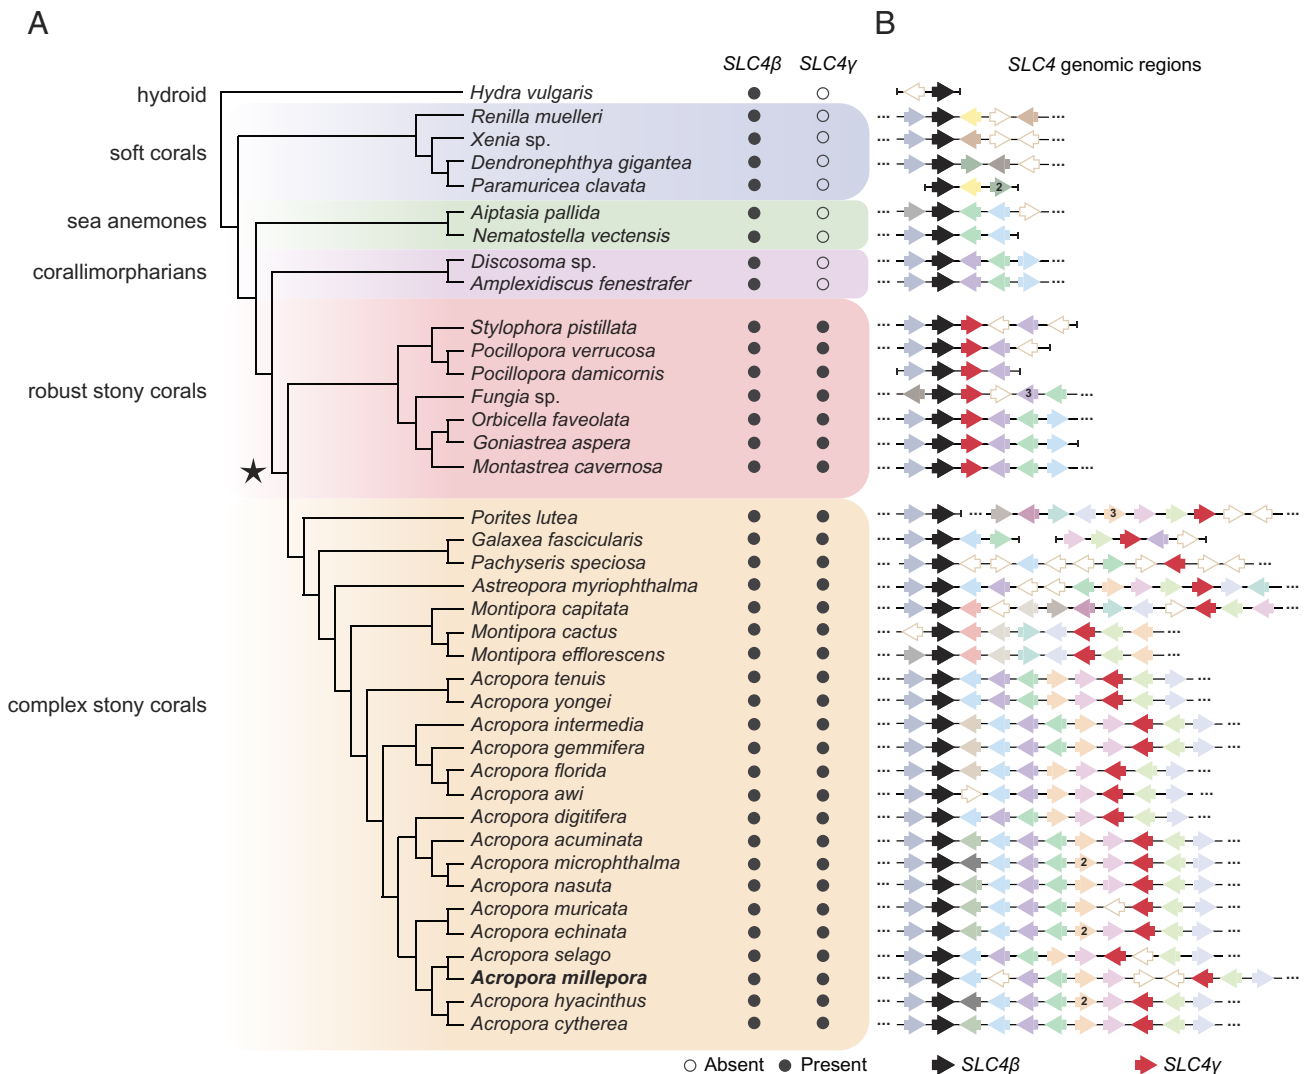 A
B
SLC4β SLC4γ
SLC4 genomic regions
hydroid
Hydra vulgaris
soft corals
Renilla muelleri
...
...
Xenia sp.
...
...
Dendronephthya gigantea
...
...
Paramuricea clavata
2
sea anemones
Aiptasia pallida
...
...
Nematostella vectensis
...
corallimorpharians
Discosoma sp.
...
...
Amplexidiscus fenestrafer
...
...
robust stony corals
Stylophora pistillata
...
Pocillopora verrucosa
...
Pocillopora damicornis
Fungia sp.
...
3
...
Orbicella faveolata
...
...
Goniastrea aspera
...
Montastrea cavernosa
...
...
complex stony corals
Porites lutea
...
...
3
...
Galaxea fascicularis
...
Pachyseris speciosa
...
...
Astreopora myriophthalma
...
...
Montipora capitata
...
...
Montipora cactus
...
...
Montipora efflorescens
...
...
Acropora tenuis
...
...
Acropora yongei
...
...
Acropora intermedia
...
...
Acropora gemmifera
...
...
Acropora florida
...
...
Acropora awi
...
...
Acropora digitifera
...
...
Acropora acuminata
...
...
Acropora microphthalma
...
2
...
Acropora nasuta
...
...
Acropora muricata
...
...
Acropora echinata
...
2
...
Acropora selago
...
...
Acropora millepora
...
...
Acropora hyacinthus
...
2
...
Acropora cytherea
...
...
Absent Present
SLC4β
SLC4γ